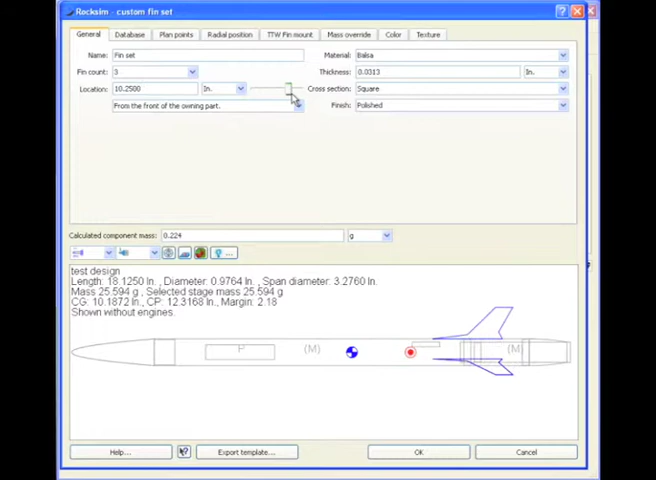 Rocksim - custom fin set
General Database Plan points Radial position TTW Fin mount Mass override Color Texture
Name: Fin set Material: Balsa
Fin count: 3 Thickness: 0.0313 In.
Location: 10.2500 In. Cross section: Square
From the front of the owning part. Finish: Polished
Calculated component mass: 0.224 g
...
test design
Length: 18.1250 In. , Diameter: 0.9764 In. , Span diameter: 3.2760 In.
Mass 25.594 g , Selected stage mass 25.594 g
CG: 10.1872 In., CP: 12.3168 In., Margin: 2.18
Shown without engines.
P (M) (M)
Help... Export template... OK Cancel